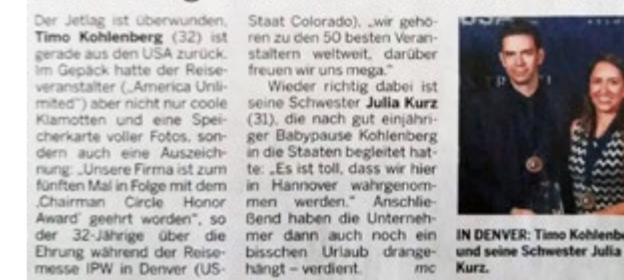 Der Jetlag ist überwunden,
Timo Kohlenberg (32) ist
gerade aus den USA zurück.
Im Gepäck hatte der Reise-
veranstalter („America Unli-
mited“) aber nicht nur coole
Klamotten und eine Spei-
cherkarte voller Fotos, son-
dern auch eine Auszeich-
nung: „Unsere Firma ist zum
fünften Mal in Folge mit dem
‚Chairman Circle Honor
Award‘ geehrt worden“, so
der 32-Jährige über die
Ehrung während der Reise-
messe IPW in Denver (US-
Staat Colorado), „wir gehö-
ren zu den 50 besten Veran-
staltern weltweit, darüber
freuen wir uns mega.“
Wieder richtig dabei ist
seine Schwester Julia Kurz
(31), die nach gut einjähri-
ger Babypause Kohlenberg
in die Staaten begleitet hat-
te: „Es ist toll, dass wir hier
in Hannover wahrgenom-
men werden.“ Anschlie-
ßend haben die Unterneh-
mer dann auch noch ein
bisschen Urlaub drange-
hängt – verdient. mc
IN DENVER: Timo Kohlenbe
und seine Schwester Julia
Kurz.